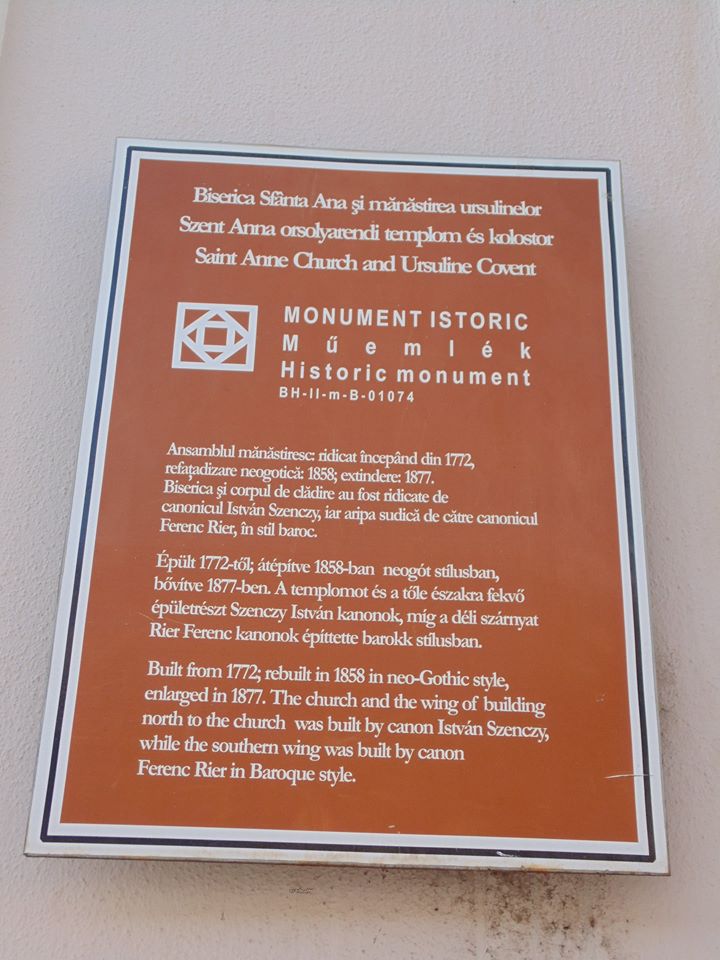 Biserica Sfânta Ana şi mănăstirea ursulinelor
Szent Anna orsolyarendi templom és kolostor
Saint Anne Church and Ursuline Covent
MONUMENT ISTORIC
Műemlék
Historic monument
BH-II-m-B-01074
Ansamblul mănăstiresc: ridicat începând din 1772,
refaţadizare neogotică: 1858; extindere: 1877.
Biserica şi corpul de clădire au fost ridicate de
canonicul István Szenczy, iar aripa sudică de către canonicul
Ferenc Rier, în stil baroc.
Épült 1772-től; átépítve 1858-ban neogót stílusban,
bővítve 1877-ben. A templomot és a tőle északra fekvő
épületrészt Szenczy István kanonok, míg a déli szárnyat
Rier Ferenc kanonok építtette barokk stílusban.
Built from 1772; rebuilt in 1858 in neo-Gothic style,
enlarged in 1877. The church and the wing of building
north to the church was built by canon István Szenczy,
while the southern wing was built by canon
Ferenc Rier in Baroque style.